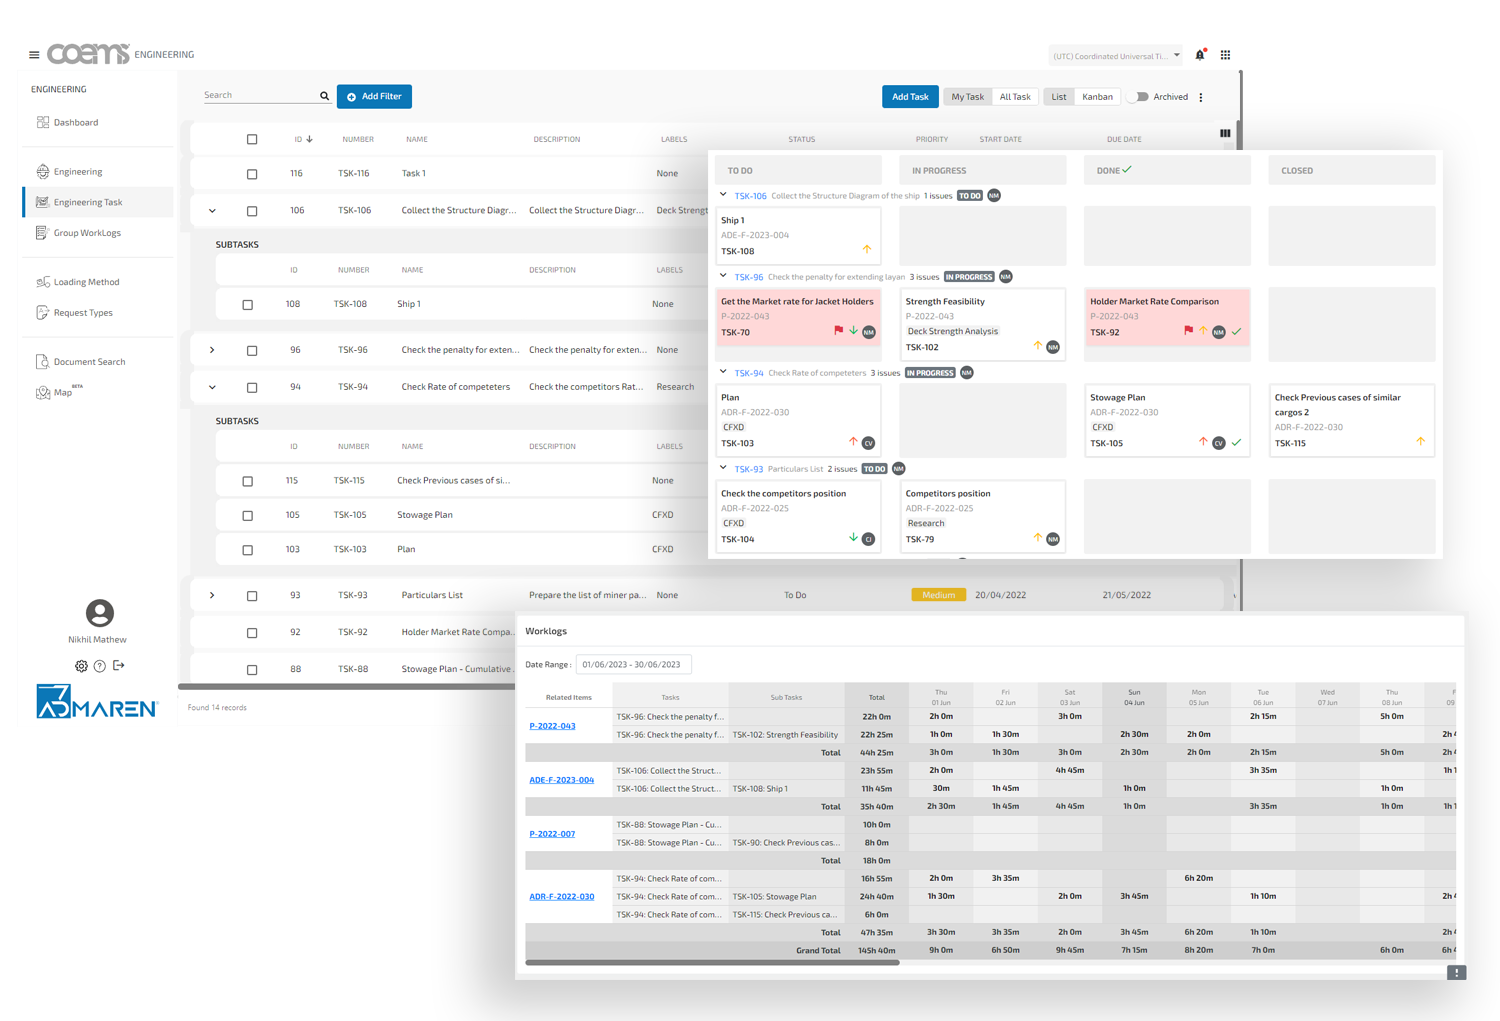 coems ENGINEERING
(UTC) Coordinated Universal Ti...
ENGINEERING
Dashboard
Engineering
Engineering Task
Group WorkLogs
Loading Method
Request Types
Document Search
Map BETA
Nikhil Mathew
MAREN
Search
Add Filter
Add Task My Task All Task List Kanban Archived
ID NUMBER NAME DESCRIPTION LABELS STATUS PRIORITY START DATE DUE DATE
116 TSK-116 Task 1 None
106 TSK-106 Collect the Structure Diagr... Collect the Structure Diagr... Deck Strengt
SUBTASKS
ID NUMBER NAME DESCRIPTION LABELS
108 TSK-108 Ship 1 None
96 TSK-96 Check the penalty for exten... Check the penalty for exten... None
94 TSK-94 Check Rate of competeters Check the competitors Rat... Research
SUBTASKS
ID NUMBER NAME DESCRIPTION LABELS
115 TSK-115 Check Previous cases of si... None
105 TSK-105 Stowage Plan CFXD
103 TSK-103 Plan CFXD
93 TSK-93 Particulars List Prepare the list of miner pa... None To Do Medium 20/04/2022 21/05/2022
92 TSK-92 Holder Market Rate Compa..
88 TSK-88 Stowage Plan - Cumulative .
Found 14 records
TO DO IN PROGRESS DONE CLOSED
TSK-106 Collect the Structure Diagram of the ship 1 issues TO DO NM
Ship 1
ADE-F-2023-004
TSK-108
TSK-96 Check the penalty for extending layan 3 issues IN PROGRESS NM
Get the Market rate for Jacket Holders
P-2022-043
TSK-70 NM
Strength Feasibility
P-2022-043
Deck Strength Analysis
TSK-102 NM
Holder Market Rate Comparison
P-2022-043
TSK-92 NM
TSK-94 Check Rate of competeters 3 issues IN PROGRESS NM
Plan
ADR-F-2022-030
CFXD
TSK-103 CV
Stowage Plan
ADR-F-2022-030
CFXD
TSK-105 CV
Check Previous cases of similar
cargos 2
ADR-F-2022-030
TSK-115
TSK-93 Particulars List 2 issues TO DO NM
Check the competitors position
ADR-F-2022-025
CFXD
TSK-104 CJ
Competitors position
ADR-F-2022-025
Research
TSK-79 NM
Worklogs
Date Range : 01/06/2023 - 30/06/2023
Related Items Tasks Sub Tasks Total Thu 01 Jun Fri 02 Jun Sat 03 Jun Sun 04 Jun Mon 05 Jun Tue 06 Jun Wed 07 Jun Thu 08 Jun F 09
P-2022-043
TSK-96: Check the penalty f... 22h 0m 2h 0m 3h 0m 2h 15m 5h 0m
TSK-96: Check the penalty f... TSK-102: Strength Feasibility 22h 25m 1h 0m 1h 30m 2h 30m 2h 0m 2h 4
Total 44h 25m 3h 0m 1h 30m 3h 0m 2h 30m 2h 0m 2h 15m 5h 0m 2h 4
ADE-F-2023-004
TSK-106: Collect the Struct... 23h 55m 2h 0m 4h 45m 3h 35m 1h 1
TSK-106: Collect the Struct... TSK-108: Ship 1 11h 45m 30m 1h 45m 1h 0m 1h 0m
Total 35h 40m 2h 30m 1h 45m 4h 45m 1h 0m 3h 35m 1h 0m 1h 1
P-2022-007
TSK-88: Stowage Plan - Cu... 10h 0m
TSK-88: Stowage Plan - Cu... TSK-90: Check Previous cas... 8h 0m
Total 18h 0m
ADR-F-2022-030
TSK-94: Check Rate of com... 16h 55m 2h 0m 3h 35m 6h 20m
TSK-94: Check Rate of com... TSK-105: Stowage Plan 24h 40m 1h 30m 2h 0m 3h 45m 1h 10m 2h 4
TSK-94: Check Rate of com... TSK-115: Check Previous ca... 6h 0m
Total 47h 35m 3h 30m 3h 35m 2h 0m 3h 45m 6h 20m 1h 10m 2h 4
Grand Total 145h 40m 9h 0m 6h 50m 9h 45m 7h 15m 8h 20m 7h 0m 6h 0m 6h 4